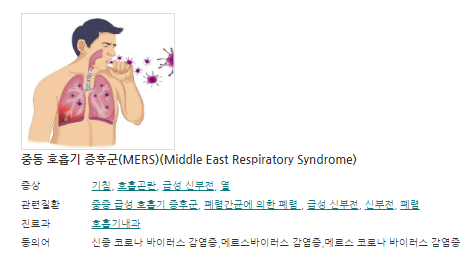 중동 호흡기 증후군(MERS)(Middle East Respiratory Syndrome)
증상 기침, 호흡곤란, 급성 신부전, 열
관련질환 중증 급성 호흡기 증후군, 폐렴간균에 의한 폐렴 , 급성 신부전, 신부전, 폐렴
진료과 호흡기내과
동의어 신종 코로나 바이러스 감염증,메르스바이러스 감염증,메르스 코로나 바이러스 감염증